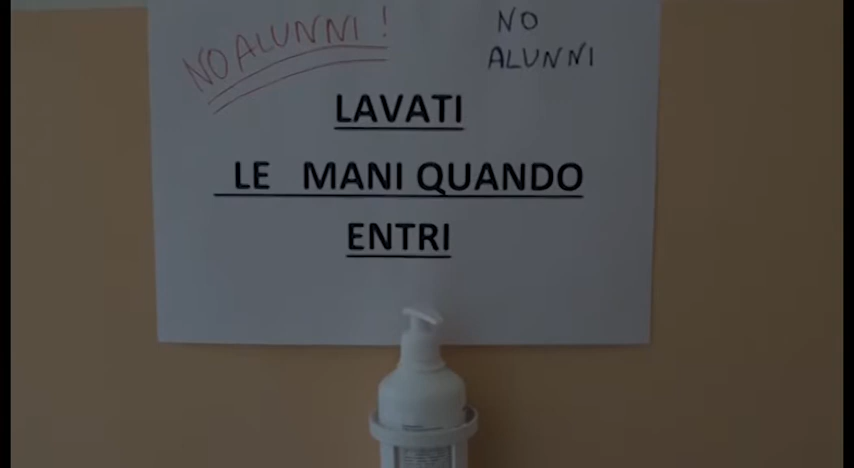 NO ALUNNI!
NO
ALUNNI
LAVATI
LE MANI QUANDO
ENTRI